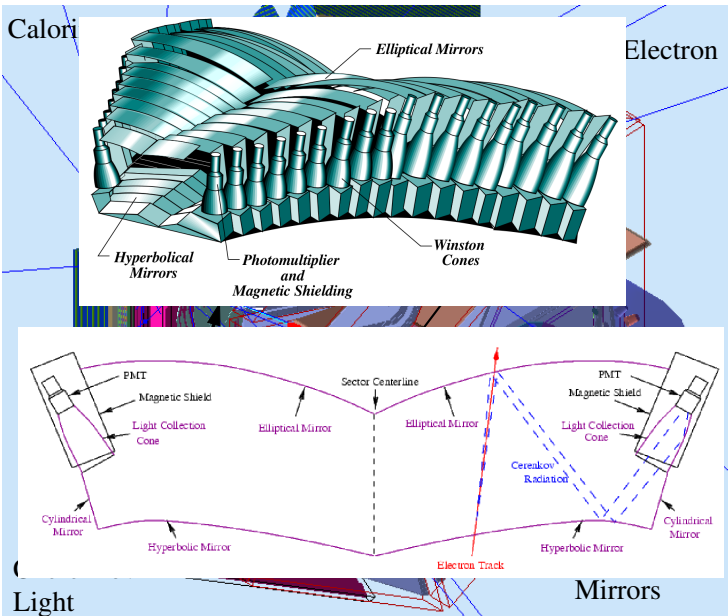 Calori
Electron
Elliptical Mirrors
Hyperbolical
Mirrors
Photomultiplier
and
Magnetic Shielding
Winston
Cones
PMT
Magnetic Shield
Light Collection
Cone
Cylindrical
Mirror
Hyperbolic Mirror
Elliptical Mirror
Sector Centerline
Elliptical Mirror
Cerenkov
Radiation
Electron Track
PMT
Magnetic Shield
Light Collection
Cone
Cylindrical
Mirror
Hyperbolic Mirror
Light
Mirrors